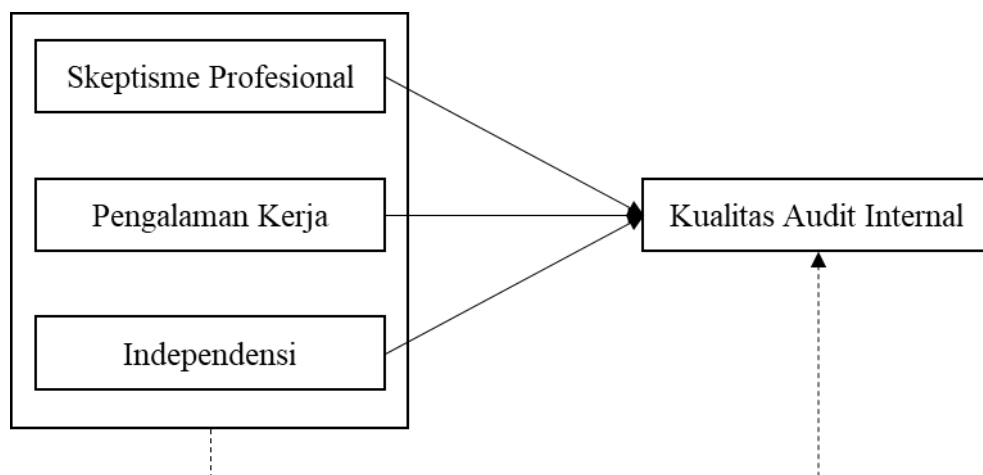 Skeptisme Profesional
Pengalaman Kerja
Kualitas Audit Internal
Independensi